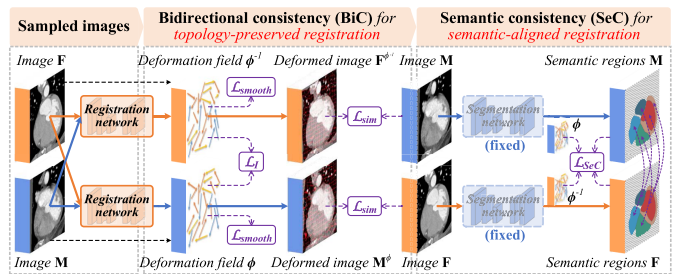 Sampled images
Bidirectional consistency (BiC) for
topology-preserved registration
Semantic consistency (SeC) for
semantic-aligned registration
Image F
Deformation field ϕ⁻¹
Deformed image F^ϕ⁻¹
Image M
Semantic regions M
Registration
network
ℒsmooth
ℒsim
Segmentation
network
(fixed)
ϕ
ℒJ
ℒSeC
Registration
network
ℒsmooth
ℒsim
Segmentation
network
(fixed)
ϕ⁻¹
Image M
Deformation field ϕ
Deformed image M^ϕ
Image F
Semantic regions F